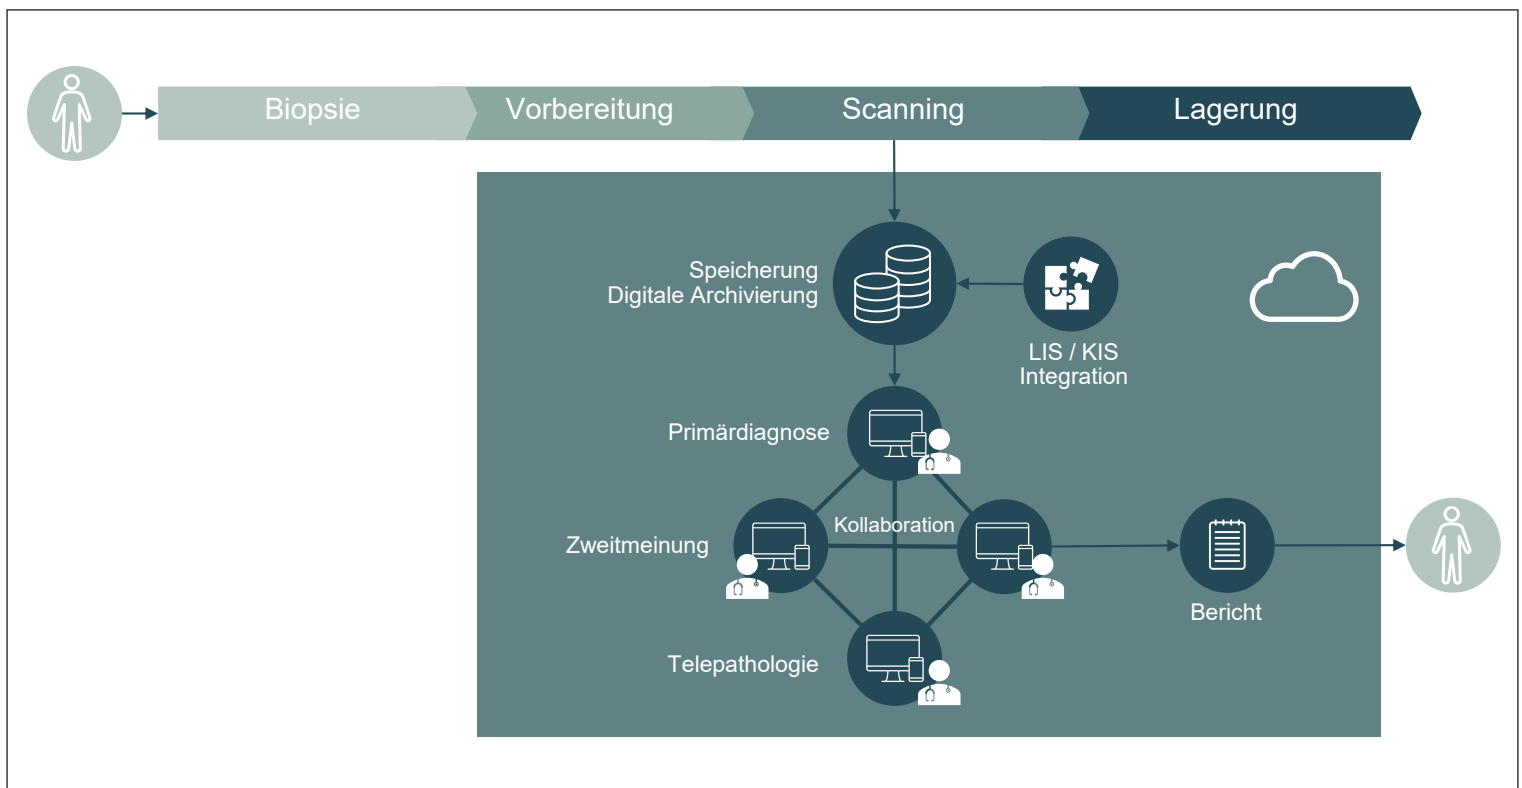 Biopsie
Vorbereitung
Scanning
Lagerung
Speicherung
Digitale Archivierung
LIS / KIS
Integration
Primärdiagnose
Kollaboration
Zweitmeinung
Bericht
Telepathologie